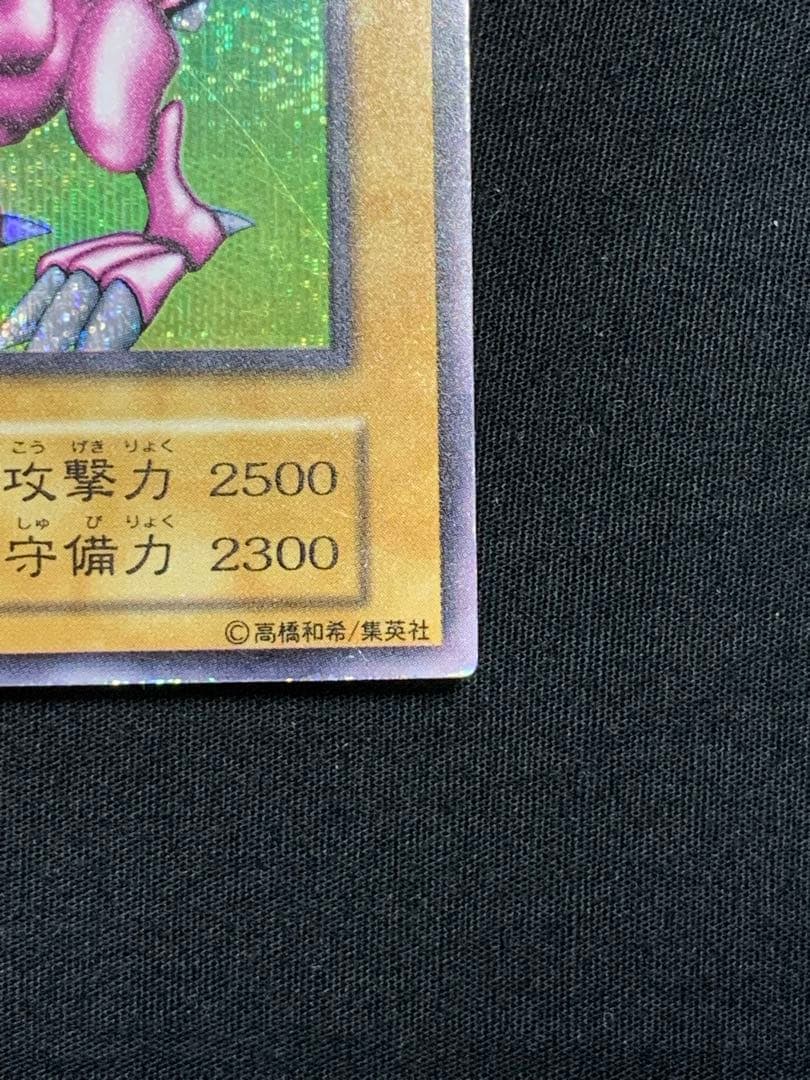 こう げき りょく
攻撃力 2500
しゅ び りょく
守備力 2300
©高橋和希/集英社